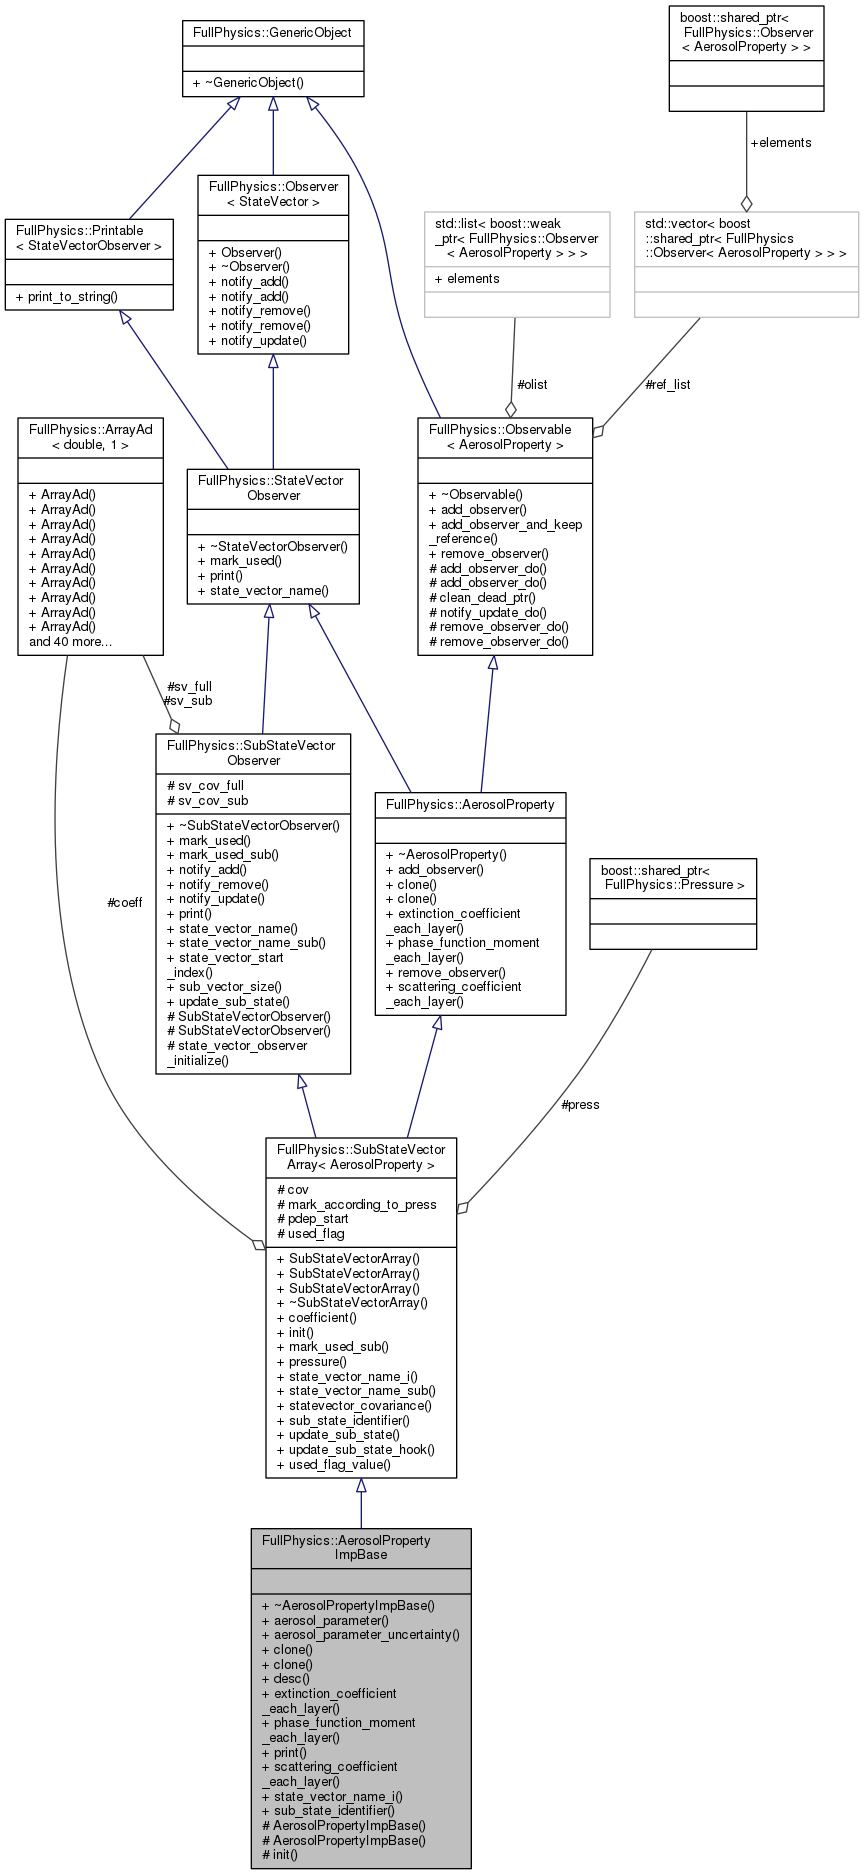 FullPhysics::GenericObject
+ ~GenericObject()
boost::shared_ptr<
FullPhysics::Observer
< AerosolProperty > >
+elements
FullPhysics::Observer
< StateVector >
+ Observer()
+ ~Observer()
+ notify_add()
+ notify_add()
+ notify_remove()
+ notify_remove()
+ notify_update()
FullPhysics::Printable
< StateVectorObserver >
+ print_to_string()
std::list< boost::weak
_ptr< FullPhysics::Observer
< AerosolProperty > > >
+ elements
std::vector< boost
::shared_ptr< FullPhysics
::Observer< AerosolProperty > > >
#olist
#ref_list
FullPhysics::ArrayAd
< double, 1 >
+ ArrayAd()
+ ArrayAd()
+ ArrayAd()
+ ArrayAd()
+ ArrayAd()
+ ArrayAd()
+ ArrayAd()
+ ArrayAd()
+ ArrayAd()
+ ArrayAd()
and 40 more...
FullPhysics::StateVector
Observer
+ ~StateVectorObserver()
+ mark_used()
+ print()
+ state_vector_name()
FullPhysics::Observable
< AerosolProperty >
+ ~Observable()
+ add_observer()
+ add_observer_and_keep
_reference()
+ remove_observer()
# add_observer_do()
# add_observer_do()
# clean_dead_ptr()
# notify_update_do()
# remove_observer_do()
# remove_observer_do()
#sv_full
#sv_sub
FullPhysics::SubStateVector
Observer
# sv_cov_full
# sv_cov_sub
+ ~SubStateVectorObserver()
+ mark_used()
+ mark_used_sub()
+ notify_add()
+ notify_remove()
+ notify_update()
+ print()
+ state_vector_name()
+ state_vector_name_sub()
+ state_vector_start
_index()
+ sub_vector_size()
+ update_sub_state()
# SubStateVectorObserver()
# SubStateVectorObserver()
# state_vector_observer
_initialize()
FullPhysics::AerosolProperty
+ ~AerosolProperty()
+ add_observer()
+ clone()
+ clone()
+ extinction_coefficient
_each_layer()
+ phase_function_moment
_each_layer()
+ remove_observer()
+ scattering_coefficient
_each_layer()
boost::shared_ptr<
FullPhysics::Pressure >
#coeff
#press
FullPhysics::SubStateVector
Array< AerosolProperty >
# cov
# mark_according_to_press
# pdep_start
# used_flag
+ SubStateVectorArray()
+ SubStateVectorArray()
+ SubStateVectorArray()
+ ~SubStateVectorArray()
+ coefficient()
+ init()
+ mark_used_sub()
+ pressure()
+ state_vector_name_i()
+ state_vector_name_sub()
+ statevector_covariance()
+ sub_state_identifier()
+ update_sub_state()
+ update_sub_state_hook()
+ used_flag_value()
FullPhysics::AerosolProperty
ImpBase
+ ~AerosolPropertyImpBase()
+ aerosol_parameter()
+ aerosol_parameter_uncertainty()
+ clone()
+ clone()
+ desc()
+ extinction_coefficient
_each_layer()
+ phase_function_moment
_each_layer()
+ print()
+ scattering_coefficient
_each_layer()
+ state_vector_name_i()
+ sub_state_identifier()
# AerosolPropertyImpBase()
# AerosolPropertyImpBase()
# init()